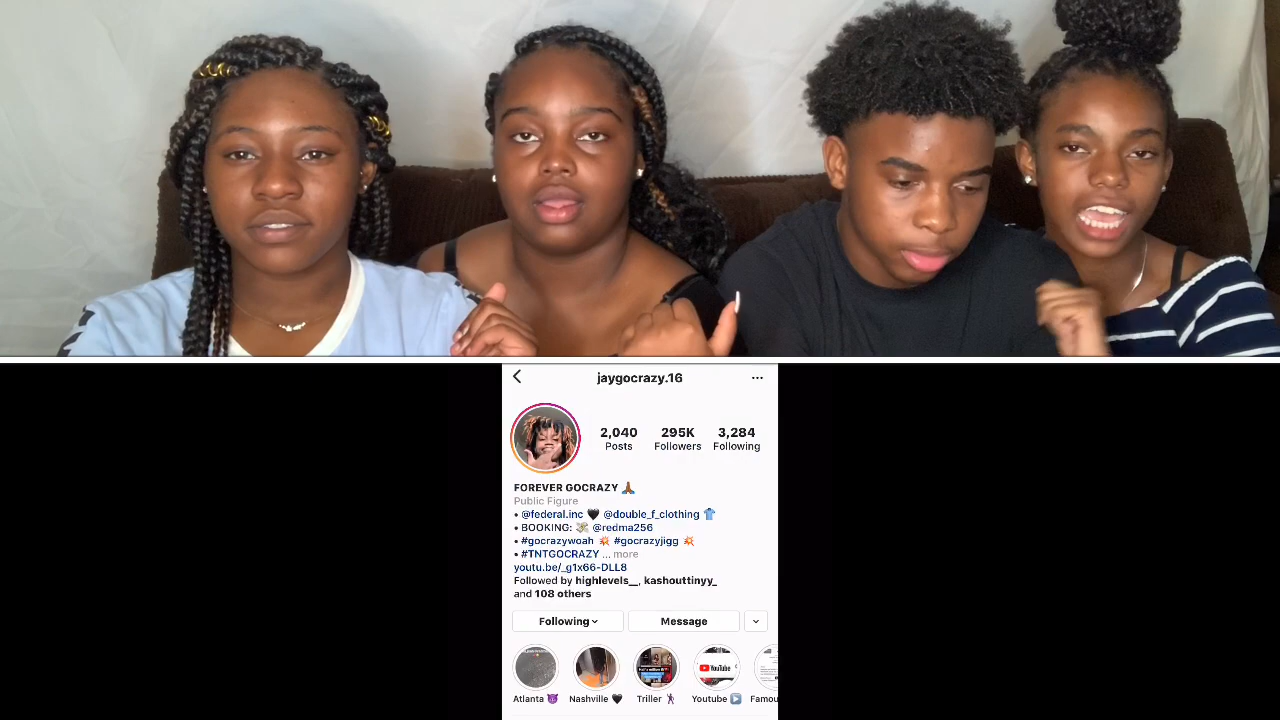 jaygocrazy.16
2,040
295K
3,284
Posts
Followers
Following
FOREVER GOCRAZY 🙏🏾
Public Figure
• @federal.inc 🖤 @double_f_clothing 👕
• BOOKING: 💸 @redma256
• #gocrazywoah 💥 #gocrazyjigg 💥
• #TNTGOCRAZY ... more
youtu.be/_g1x66-DLL8
Followed by highlevels__, kashouttinyy_
and 108 others
Following
Message
YouTube
Atlanta 😈
Nashville 🖤
Triller 🕺🏾
Youtube ▶️
Famou